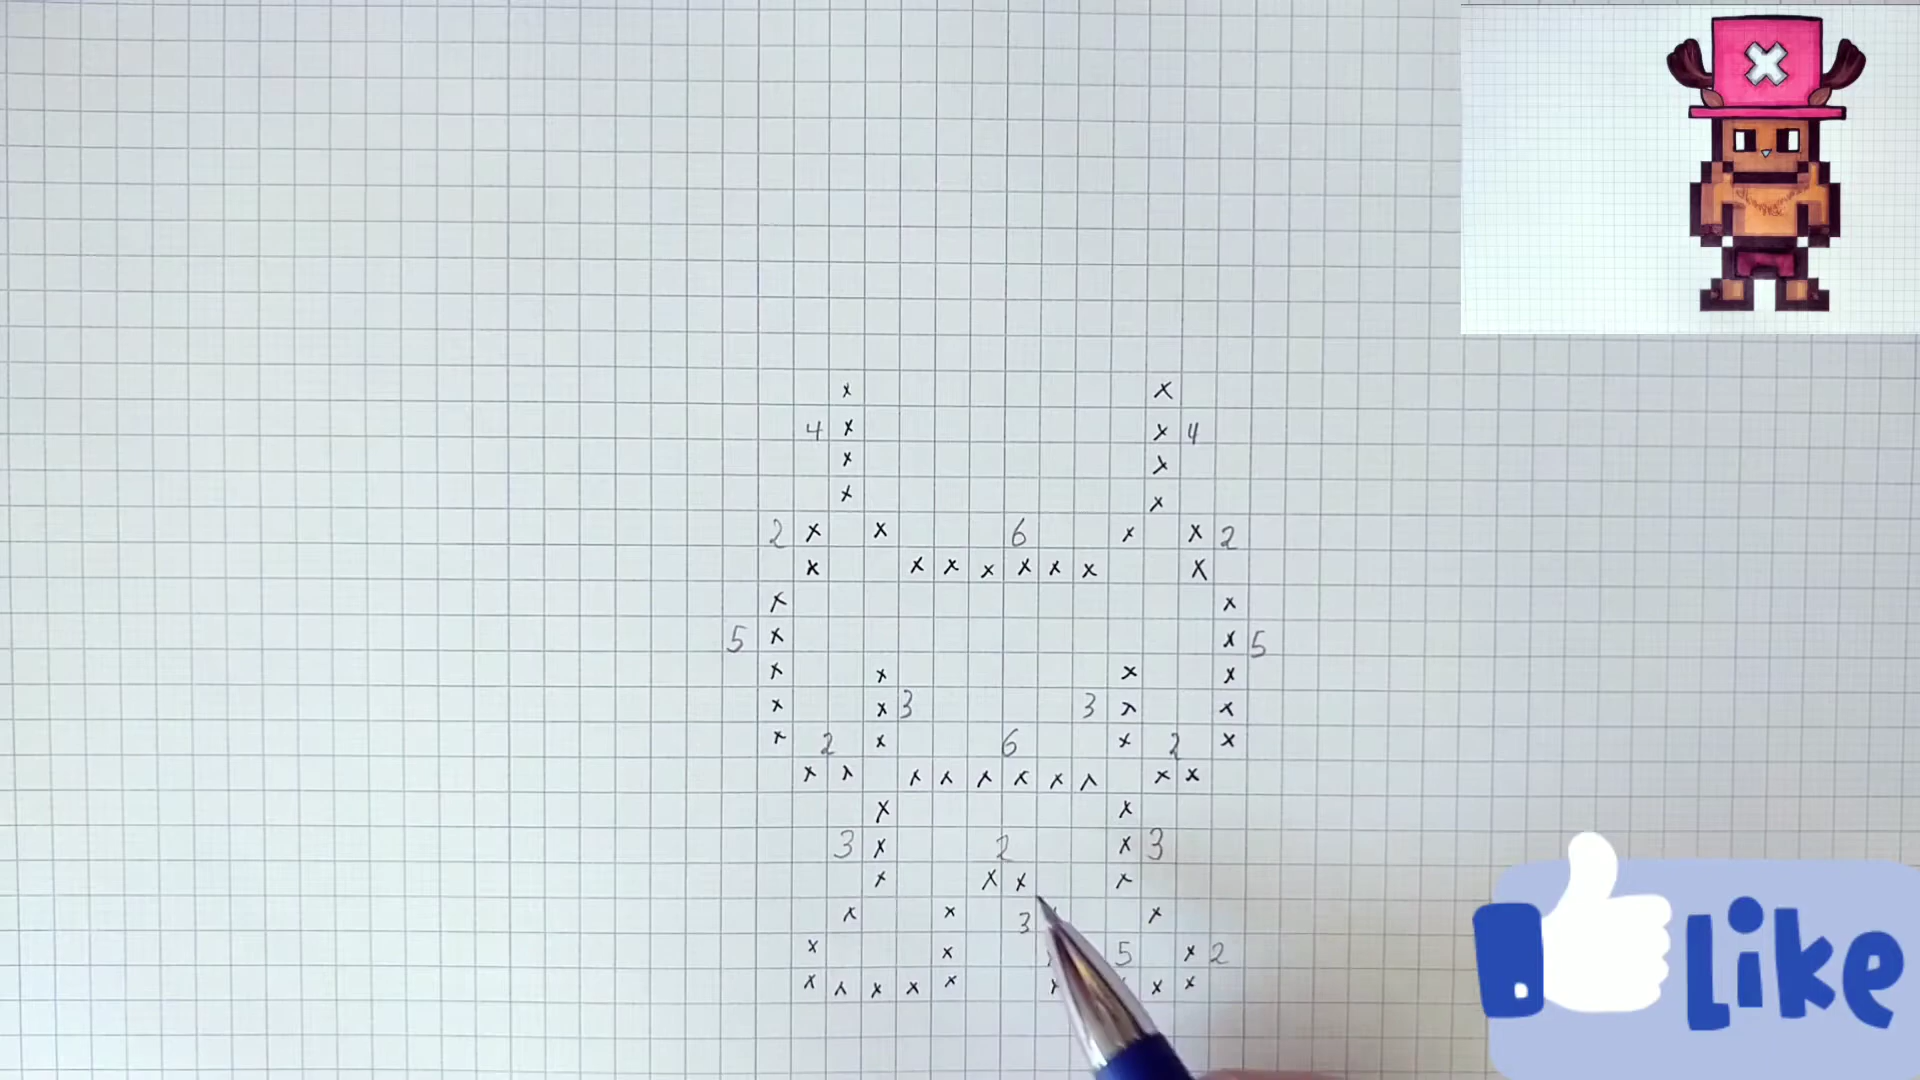 x x
4 x x 4
x x
x x
2 x x 6 x x 2
x x x x x x x x
x x
5 x x 5
x x x x
x x 3 3 x x
x 2 x 6 x 2 x
x x x x x x x x x x
x x
3 x 2 x 3
x x x x
x x 3 x
x x 5 x 2
x x x x x x x x
Like